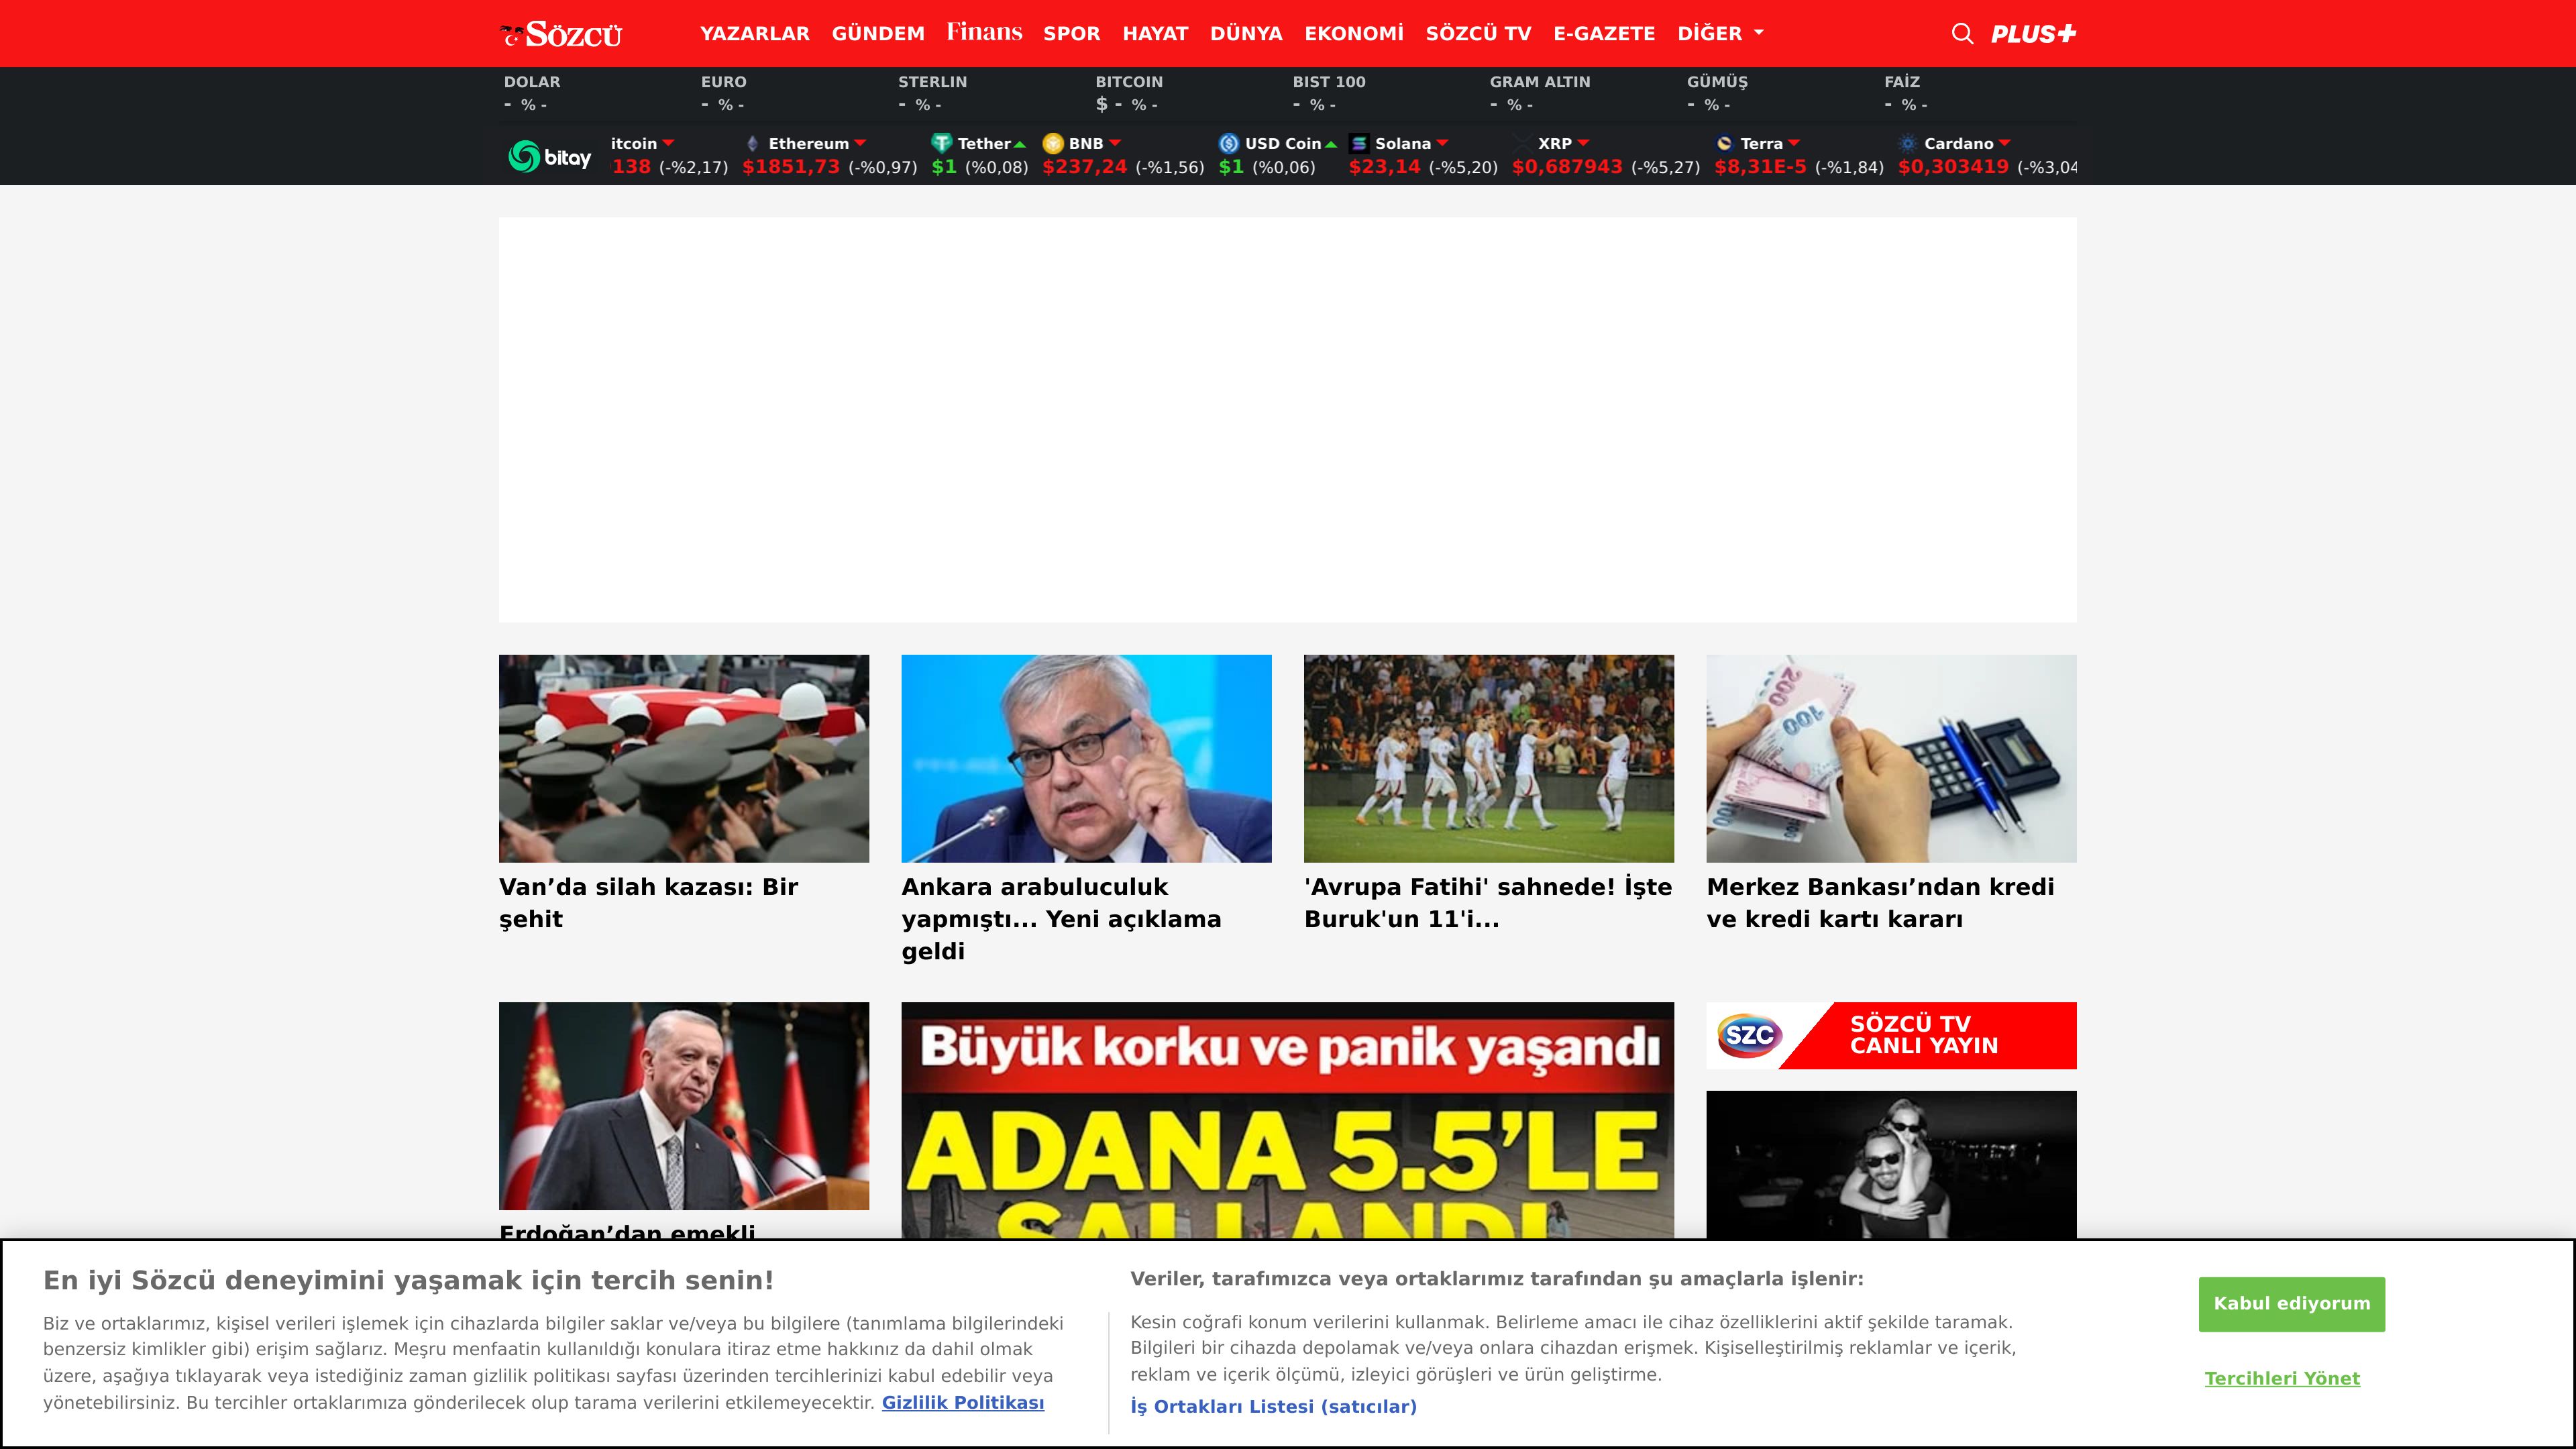 SÖZCÜ YAZARLAR GÜNDEM Finans SPOR HAYAT DÜNYA EKONOMİ SÖZCÜ TV E-GAZETE DİĞER PLUS+
DOLAR EURO STERLIN BITCOIN BIST 100 GRAM ALTIN GÜMÜŞ FAİZ
- % - - % - - % - $ - % - - % - - % - - % - - % -
bitay
itcoin Ethereum Tether BNB USD Coin Solana XRP Terra Cardano
138 (-%2,17) $1851,73 (-%0,97) $1 (%0,08) $237,24 (-%1,56) $1 (%0,06) $23,14 (-%5,20) $0,687943 (-%5,27) $8,31E-5 (-%1,84) $0,303419 (-%3,04
Van’da silah kazası: Bir
şehit
Ankara arabuluculuk
yapmıştı... Yeni açıklama
geldi
'Avrupa Fatihi' sahnede! İşte
Buruk'un 11'i...
Merkez Bankası’ndan kredi
ve kredi kartı kararı
Erdoğan’dan emekli
Büyük korku ve panik yaşandı
ADANA 5.5’LE
SALLANDI
SZC
SÖZCÜ TV
CANLI YAYIN
En iyi Sözcü deneyimini yaşamak için tercih senin!
Biz ve ortaklarımız, kişisel verileri işlemek için cihazlarda bilgiler saklar ve/veya bu bilgilere (tanımlama bilgilerindeki
benzersiz kimlikler gibi) erişim sağlarız. Meşru menfaatin kullanıldığı konulara itiraz etme hakkınız da dahil olmak
üzere, aşağıya tıklayarak veya istediğiniz zaman gizlilik politikası sayfası üzerinden tercihlerinizi kabul edebilir veya
yönetebilirsiniz. Bu tercihler ortaklarımıza gönderilecek olup tarama verilerini etkilemeyecektir. Gizlilik Politikası
Veriler, tarafımızca veya ortaklarımız tarafından şu amaçlarla işlenir:
Kesin coğrafi konum verilerini kullanmak. Belirleme amacı ile cihaz özelliklerini aktif şekilde taramak.
Bilgileri bir cihazda depolamak ve/veya onlara cihazdan erişmek. Kişiselleştirilmiş reklamlar ve içerik,
reklam ve içerik ölçümü, izleyici görüşleri ve ürün geliştirme.
İş Ortakları Listesi (satıcılar)
Kabul ediyorum
Tercihleri Yönet